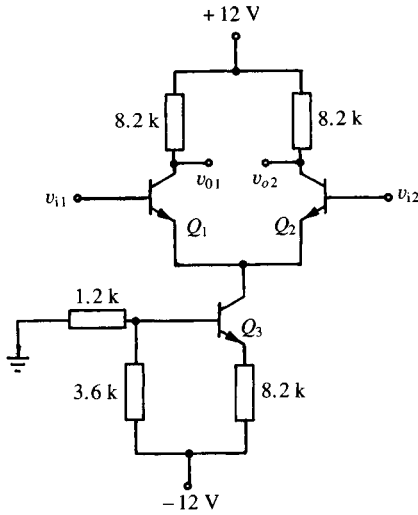 +12 V
8.2 k
8.2 k
v01
vo2
vi1
vi2
Q1
Q2
1.2 k
Q3
3.6 k
8.2 k
−12 V